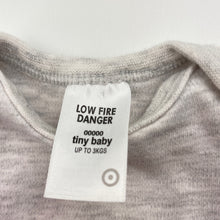 LOW FIRE
DANGER
00000
tiny baby
UP TO 3KGS